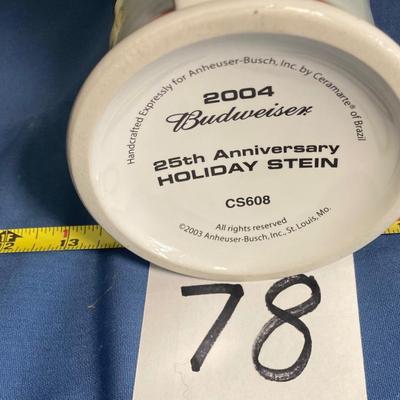 Handcrafted Expressly for Anheuser-Busch, Inc. by Ceramarte® of Brazil
2004
Budweiser
25th Anniversary
HOLIDAY STEIN
CS608
All rights reserved
©2003 Anheuser-Busch, Inc., St. Louis, Mo.
78